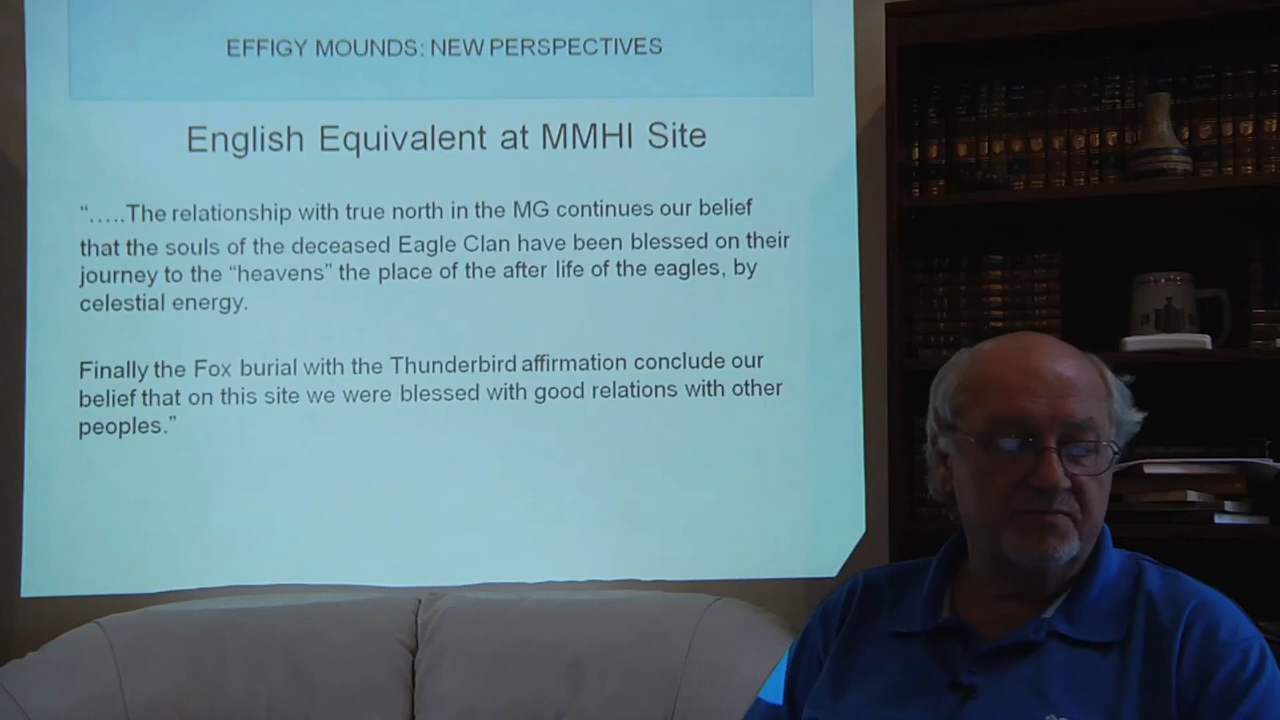 EFFIGY MOUNDS: NEW PERSPECTIVES
English Equivalent at MMHI Site
“…..The relationship with true north in the MG continues our belief
that the souls of the deceased Eagle Clan have been blessed on their
journey to the “heavens” the place of the after life of the eagles, by
celestial energy.
Finally the Fox burial with the Thunderbird affirmation conclude our
belief that on this site we were blessed with good relations with other
peoples.”